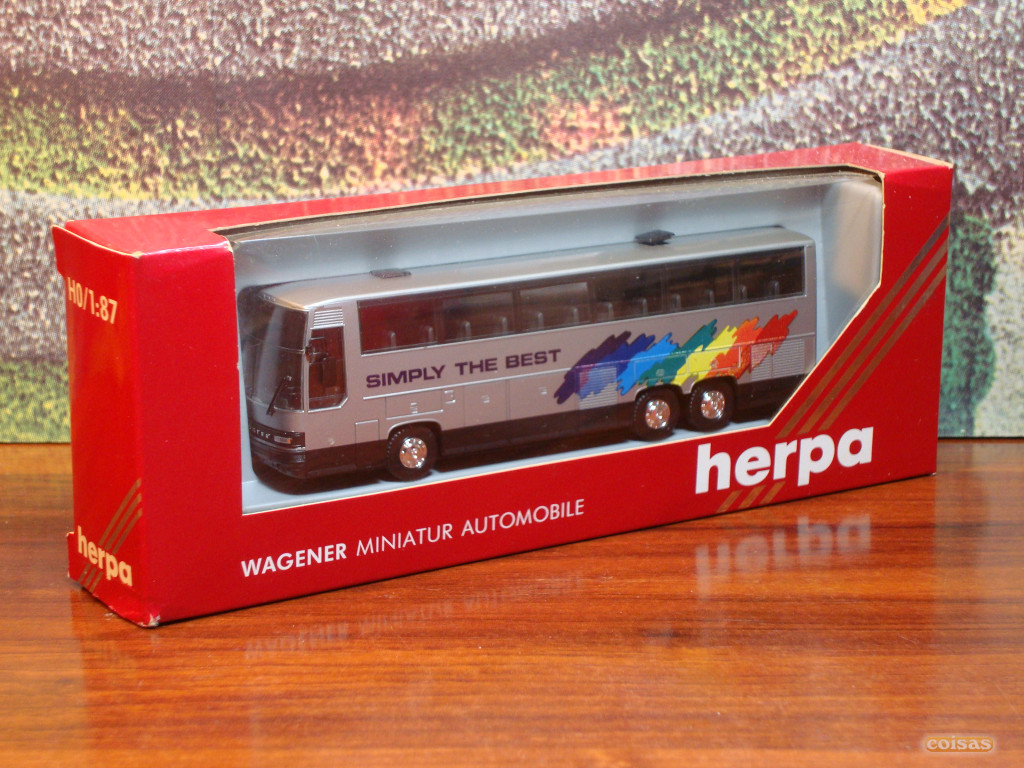 H0/1:87
SIMPLY THE BEST
herpa
WAGENER MINIATUR AUTOMOBILE
herpa
coisas